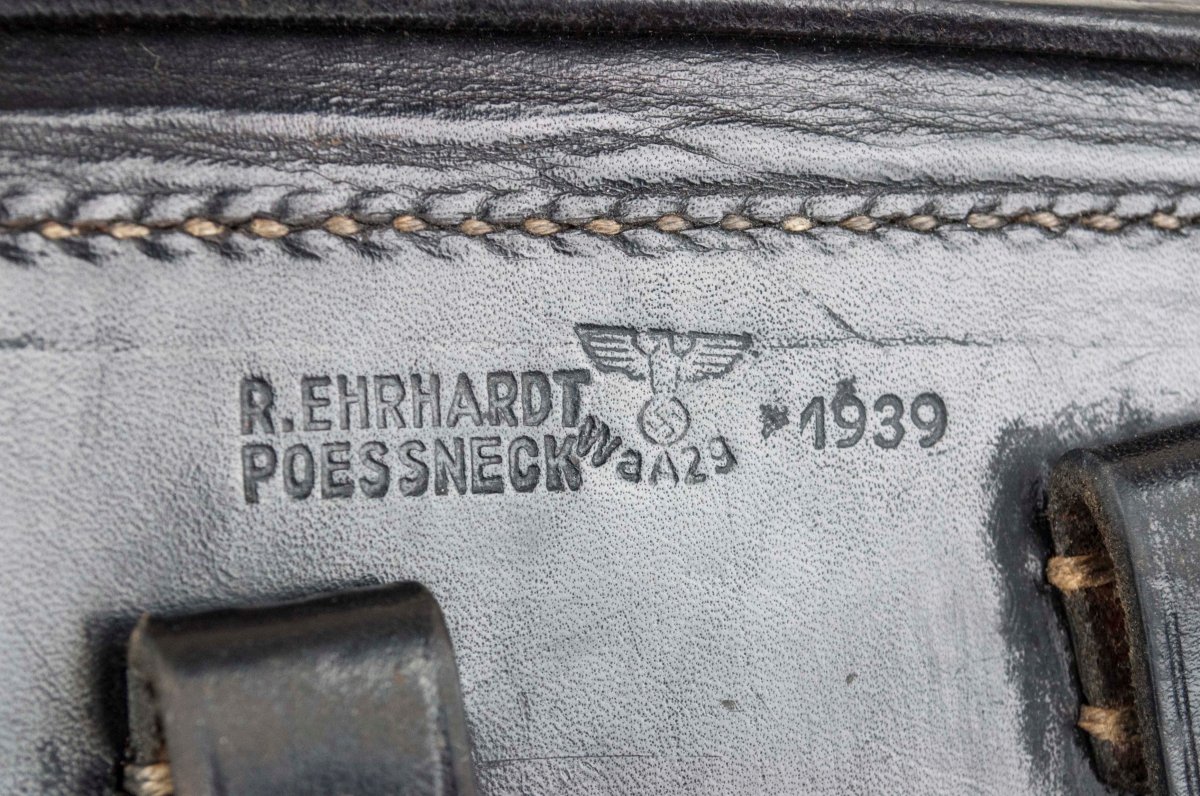 R.EHRHARDT
POESSNECK
WaA29
1939